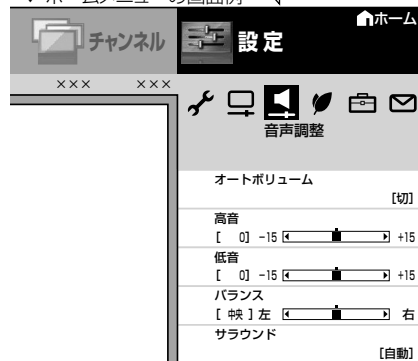 ホームメニューの画面例
チャンネル
設定
ホーム
××× ×××
音声調整
オートボリューム
[切]
高音
[ 0] -15 +15
低音
[ 0] -15 +15
バランス
[中央] 左 右
サラウンド
[自動]